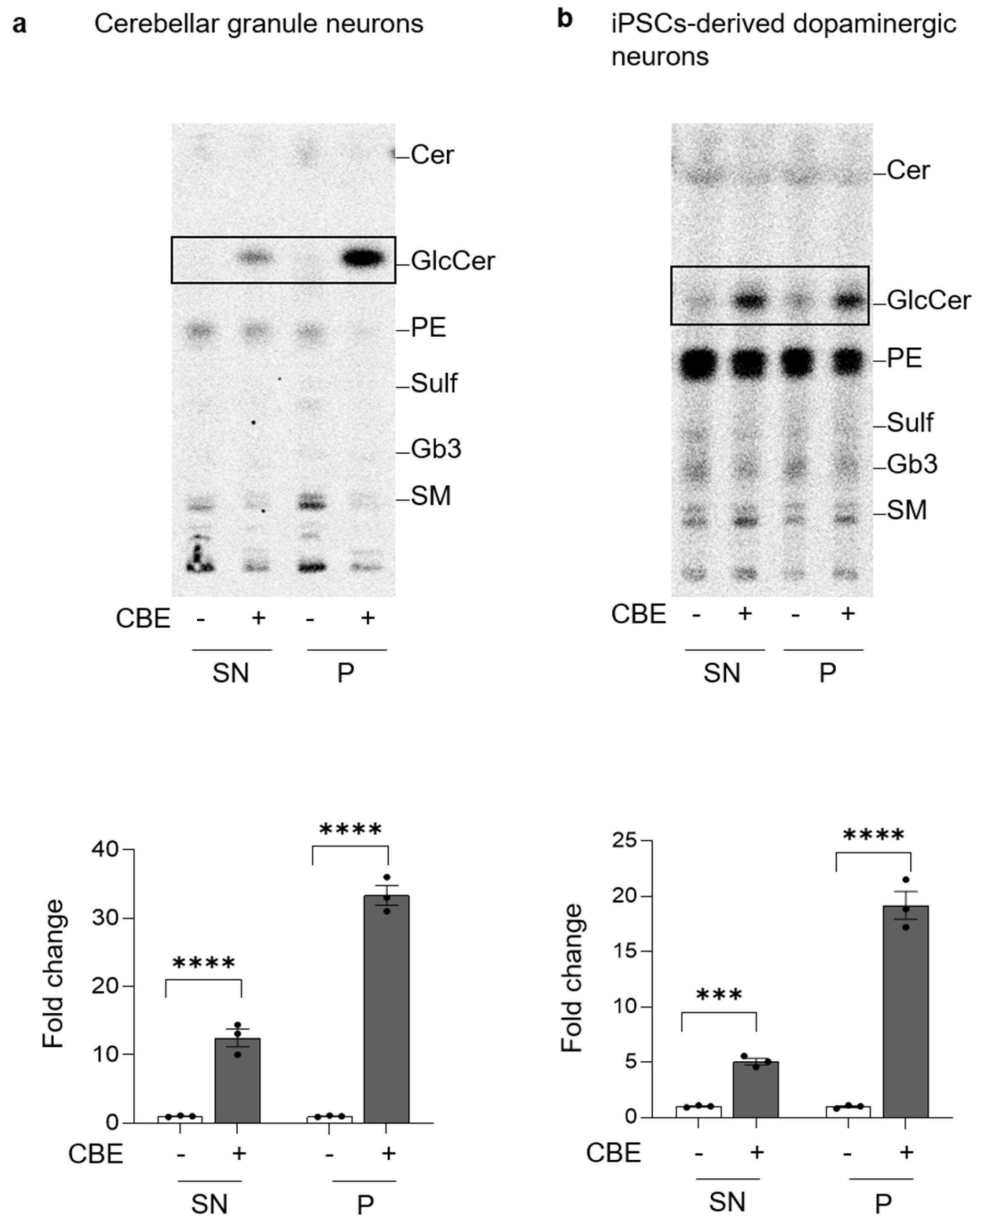 a Cerebellar granule neurons
b iPSCs-derived dopaminergic
neurons
Cer
GlcCer
PE
Sulf
Gb3
SM
CBE - + - +
SN P
Cer
GlcCer
PE
Sulf
Gb3
SM
CBE - + - +
SN P
Fold change
40
30
20
10
0
****
****
CBE - + - +
SN P
Fold change
25
20
15
10
5
0
***
****
CBE - + - +
SN P